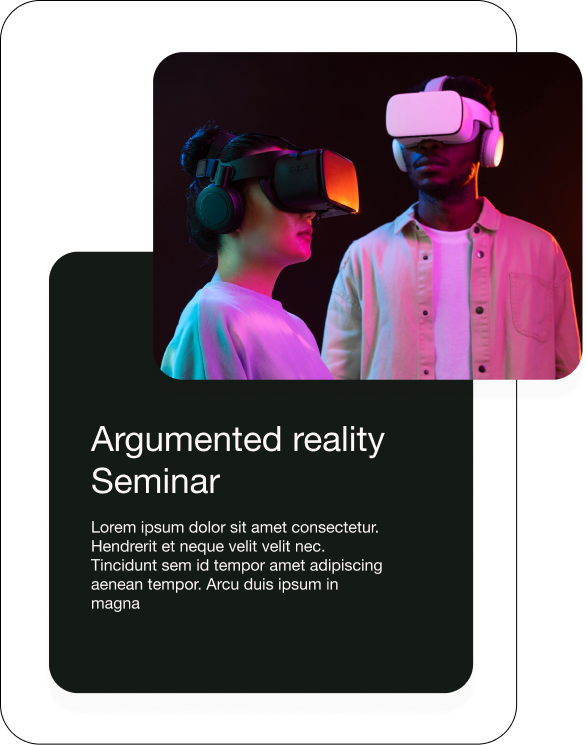 Argumented reality
Seminar
Lorem ipsum dolor sit amet consectetur.
Hendrerit et neque velit velit nec.
Tincidunt sem id tempor amet adipiscing
aenean tempor. Arcu duis ipsum in
magna